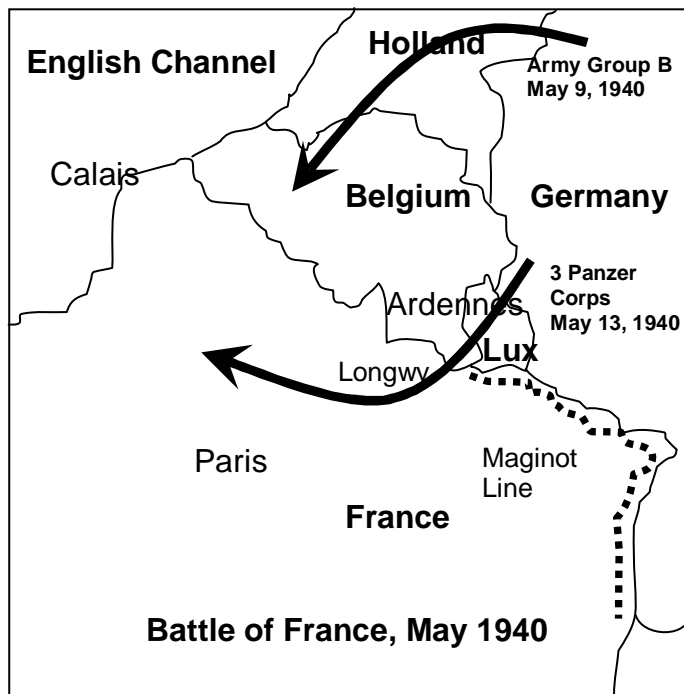 Holland
English Channel
Army Group B
May 9, 1940
Calais
Belgium
Germany
3 Panzer
Corps
May 13, 1940
Ardennes
Lux
Longwy
Paris
Maginot
Line
France
Battle of France, May 1940